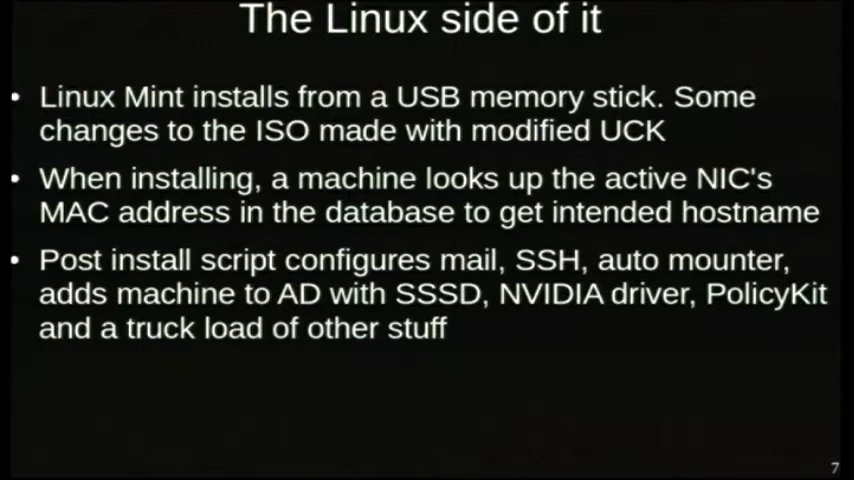 The Linux side of it
• Linux Mint installs from a USB memory stick. Some
changes to the ISO made with modified UCK
• When installing, a machine looks up the active NIC's
MAC address in the database to get intended hostname
• Post install script configures mail, SSH, auto mounter,
adds machine to AD with SSSD, NVIDIA driver, PolicyKit
and a truck load of other stuff
7